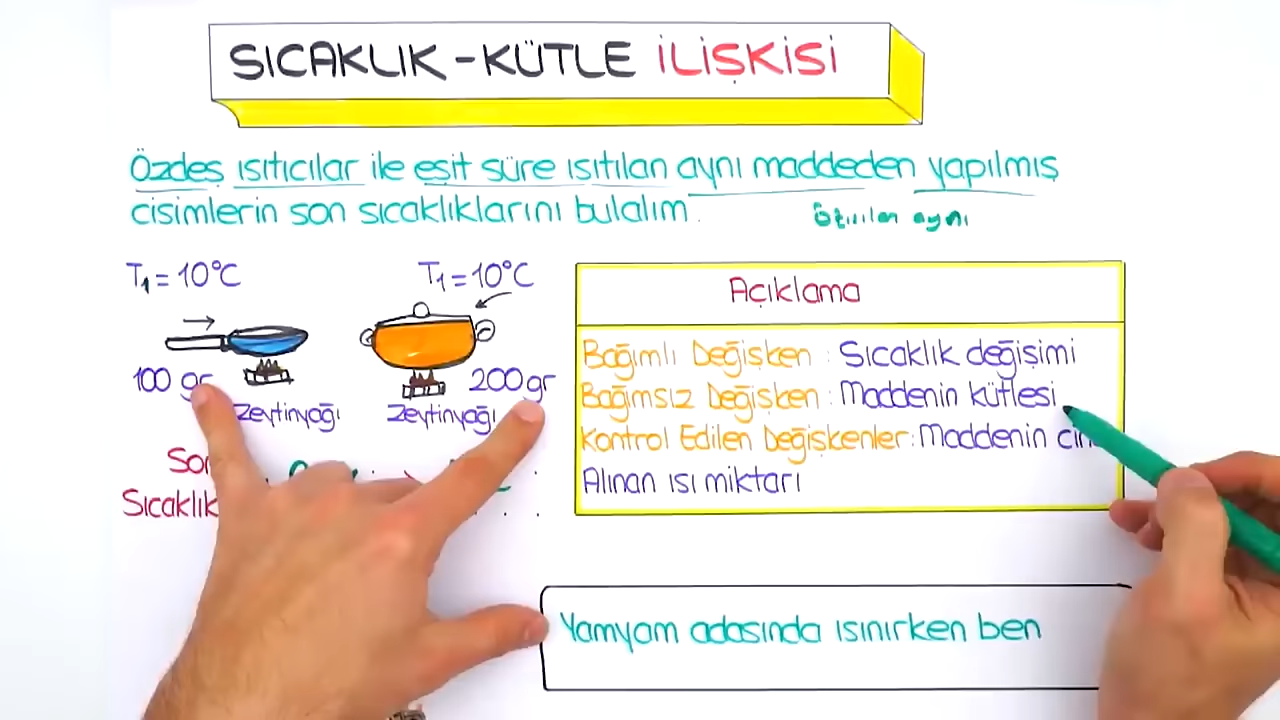 SICAKLIK-KÜTLE İLİŞKİSİ
Özdeş ısıtıcılar ile eşit süre ısıtılan aynı maddeden yapılmış
cisimlerin son sıcaklıklarını bulalım.
aynı
T₁=10°C
T₁=10°C
100 gr
200 gr
Zeytinyağı
Zeytinyağı
Sıcaklık
Açıklama
Bağımlı Değişken : Sıcaklık değişimi
Bağımsız Değişken : Maddenin kütlesi
Kontrol Edilen Değişkenler: Maddenin
Alınan ısı miktarı
Yamyam adasında ısınırken ben